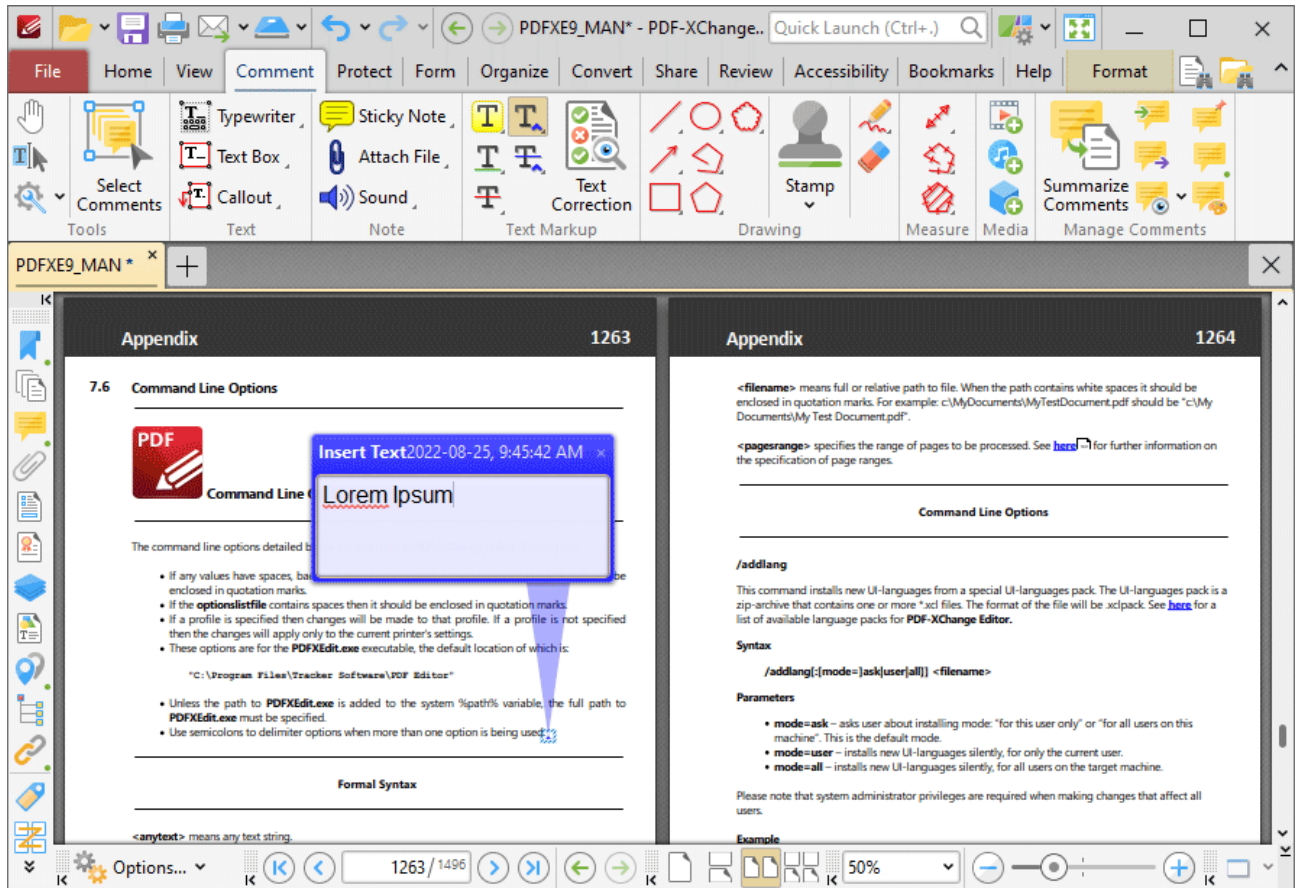 PDFXE9_MAN* - PDF-XChange.. Quick Launch (Ctrl+.)
File Home View Comment Protect Form Organize Convert Share Review Accessibility Bookmarks Help Format
Typewriter
Text Box
Callout
Sticky Note
Attach File
Sound
Select
Comments
Text
Correction
Stamp
Summarize
Comments
Tools Text Note Text Markup Drawing Measure Media Manage Comments
PDFXE9_MAN *
Appendix 1263
7.6 Command Line Options
PDF
Command Line
Insert Text2022-08-25, 9:45:42 AM
Lorem Ipsum
The command line options detailed
• If any values have spaces, be
enclosed in quotation marks.
• If the optionslistfile contains spaces then it should be enclosed in quotation marks.
• If a profile is specified then changes will be made to that profile. If a profile is not specified
then the changes will apply only to the current printer's settings.
• These options are for the PDFXEdit.exe executable, the default location of which is:
"C:\Program Files\Tracker Software\PDF Editor"
• Unless the path to PDFXEdit.exe is added to the system %path% variable, the full path to
PDFXEdit.exe must be specified.
• Use semicolons to delimiter options when more than one option is being used
Formal Syntax
<anytext> means any text string.
Appendix 1264
<filename> means full or relative path to file. When the path contains white spaces it should be
enclosed in quotation marks. For example: c:\MyDocuments\MyTestDocument.pdf should be "c:\My
Documents\My Test Document.pdf".
<pagesrange> specifies the range of pages to be processed. See here for further information on
the specification of page ranges.
Command Line Options
/addlang
This command installs new UI-languages from a special UI-languages pack. The UI-languages pack is a
zip-archive that contains one or more *.xcl files. The format of the file will be .xclpack. See here for a
list of available language packs for PDF-XChange Editor.
Syntax
/addlang[:[mode=]ask|user|all]] <filename>
Parameters
• mode=ask – asks user about installing mode: "for this user only" or "for all users on this
machine". This is the default mode.
• mode=user – installs new UI-languages silently, for only the current user.
• mode=all – installs new UI-languages silently, for all users on the target machine.
Please note that system administrator privileges are required when making changes that affect all
users.
Example
Options... 1263 / 1496 50%